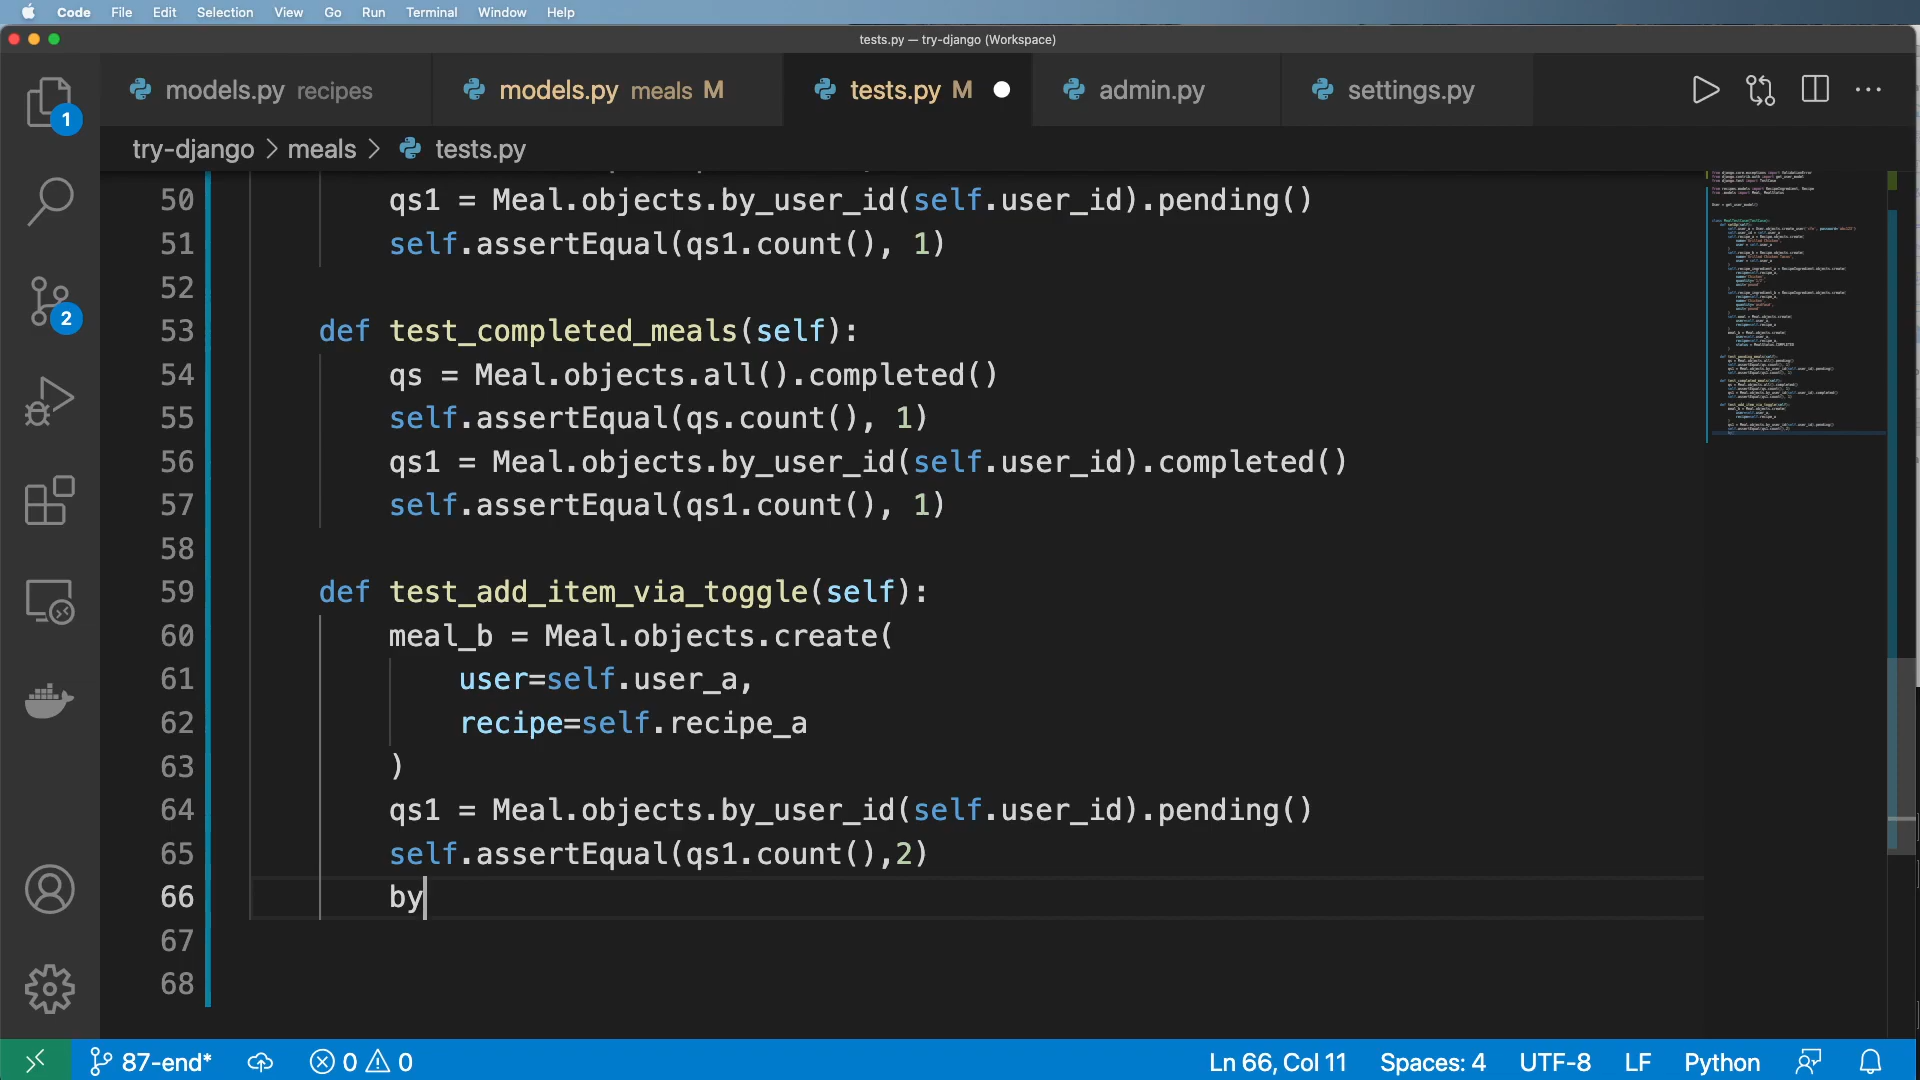 Code File Edit Selection View Go Run Terminal Window Help
tests.py — try-django (Workspace)
models.py recipes models.py meals M tests.py M admin.py settings.py
1
try-django > meals > tests.py
50 qs1 = Meal.objects.by_user_id(self.user_id).pending()
51 self.assertEqual(qs1.count(), 1)
52
2
53 def test_completed_meals(self):
54 qs = Meal.objects.all().completed()
55 self.assertEqual(qs.count(), 1)
56 qs1 = Meal.objects.by_user_id(self.user_id).completed()
57 self.assertEqual(qs1.count(), 1)
58
59 def test_add_item_via_toggle(self):
60 meal_b = Meal.objects.create(
61 user=self.user_a,
62 recipe=self.recipe_a
63 )
64 qs1 = Meal.objects.by_user_id(self.user_id).pending()
65 self.assertEqual(qs1.count(),2)
66 by
67
68
87-end* 0 0 Ln 66, Col 11 Spaces: 4 UTF-8 LF Python